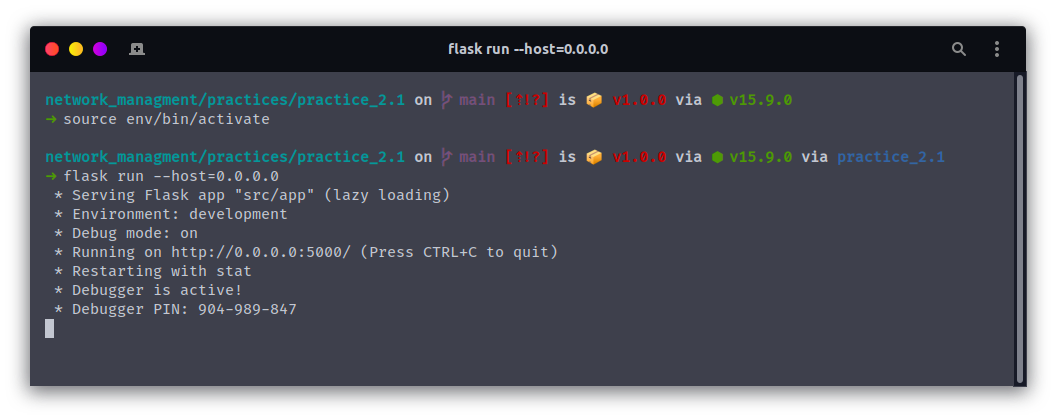 flask run --host=0.0.0.0
network_managment/practices/practice_2.1 on main [⇡!?] is 📦 v1.0.0 via ⬢ v15.9.0
➜ source env/bin/activate
network_managment/practices/practice_2.1 on main [⇡!?] is 📦 v1.0.0 via ⬢ v15.9.0 via practice_2.1
➜ flask run --host=0.0.0.0
* Serving Flask app "src/app" (lazy loading)
* Environment: development
* Debug mode: on
* Running on http://0.0.0.0:5000/ (Press CTRL+C to quit)
* Restarting with stat
* Debugger is active!
* Debugger PIN: 904-989-847